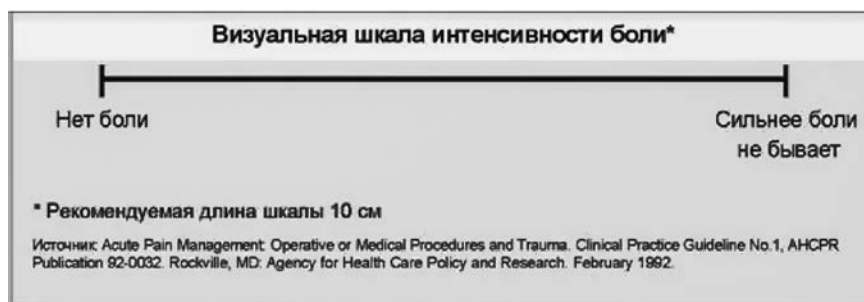 Визуальная шкала интенсивности боли*
Нет боли
Сильнее боли
не бывает
* Рекомендуемая длина шкалы 10 см
Источник: Acute Pain Management: Operative or Medical Procedures and Trauma. Clinical Practice Guideline No.1, AHCPR
Publication 92-0032. Rockville, MD: Agency for Health Care Policy and Research. February 1992.